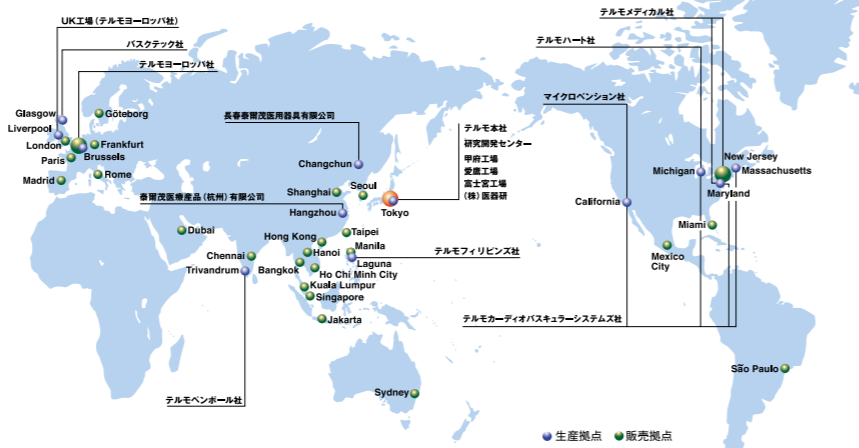 UK工場(テルモヨーロッパ社)
バスクテック社
テルモヨーロッパ社
テルモメディカル社
テルモハート社
マイクロベンション社
Glasgow
Liverpool
London
Paris
Madrid
Göteborg
Frankfurt
Brussels
Rome
長春泰爾茂医用器具有限公司
Changchun
Shanghai
Seoul
泰爾茂医療産品(杭州)有限公司
Hangzhou
Tokyo
テルモ本社
研究開発センター
甲府工場
愛鷹工場
富士宮工場
(株)医器研
Dubai
Chennai
Trivandrum
Hong Kong
Taipei
Hanoi
Manila
Laguna
テルモフィリピンズ社
Bangkok
Ho Chi Minh City
Kuala Lumpur
Singapore
Jakarta
テルモペンポール社
Sydney
California
Michigan
New Jersey
Massachusetts
Maryland
Miami
Mexico
City
テルモカーディオバスキュラーシステムズ社
São Paulo
生産拠点
販売拠点